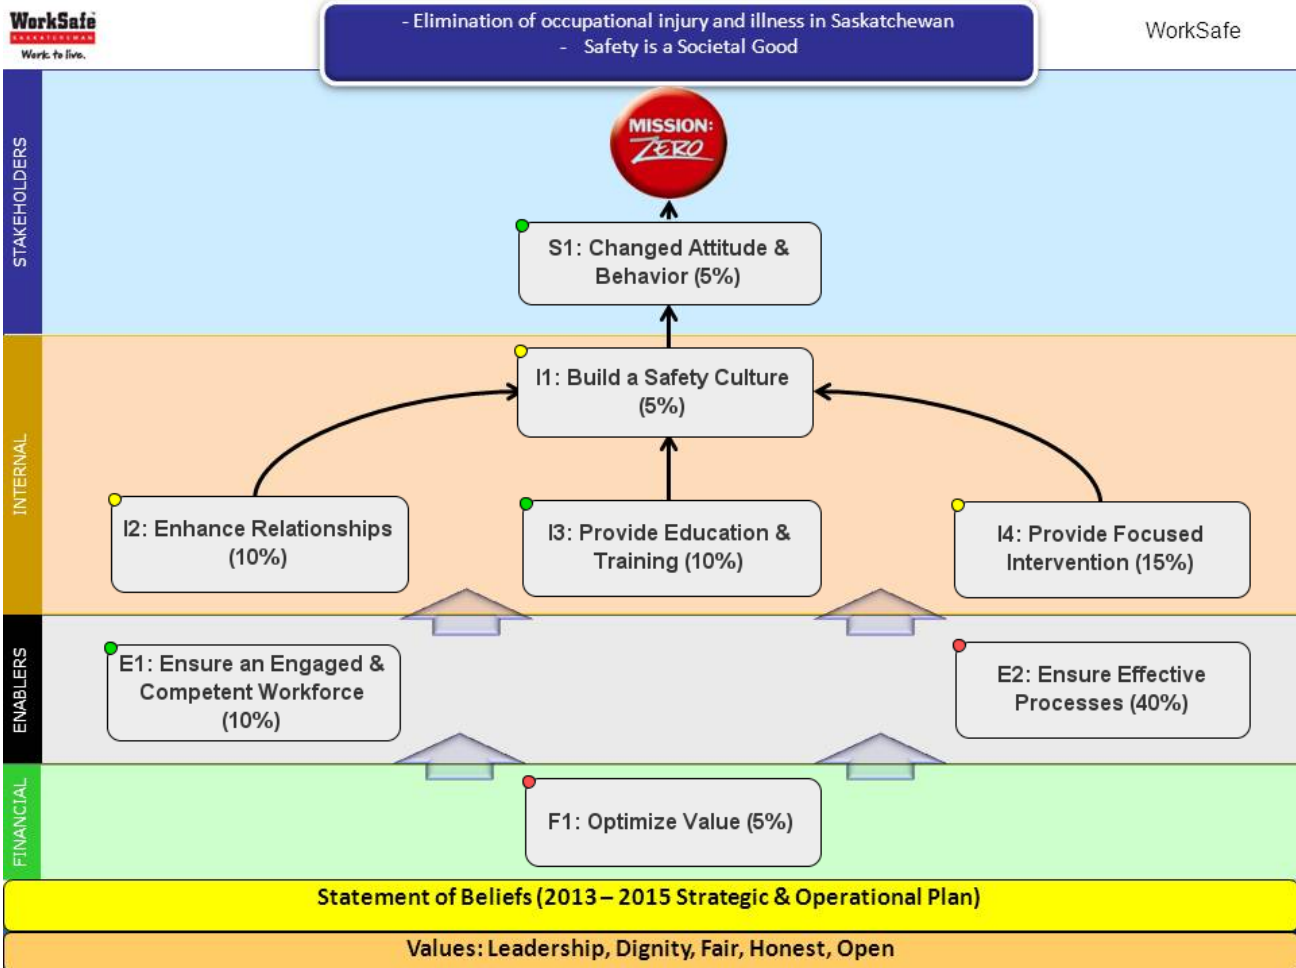 WorkSafe
SASKATCHEWAN
Work to live.
- Elimination of occupational injury and illness in Saskatchewan
- Safety is a Societal Good
WorkSafe
STAKEHOLDERS
MISSION:
ZERO
S1: Changed Attitude &
Behavior (5%)
INTERNAL
I1: Build a Safety Culture
(5%)
I2: Enhance Relationships
(10%)
I3: Provide Education &
Training (10%)
I4: Provide Focused
Intervention (15%)
ENABLERS
E1: Ensure an Engaged &
Competent Workforce
(10%)
E2: Ensure Effective
Processes (40%)
FINANCIAL
F1: Optimize Value (5%)
Statement of Beliefs (2013 – 2015 Strategic & Operational Plan)
Values: Leadership, Dignity, Fair, Honest, Open